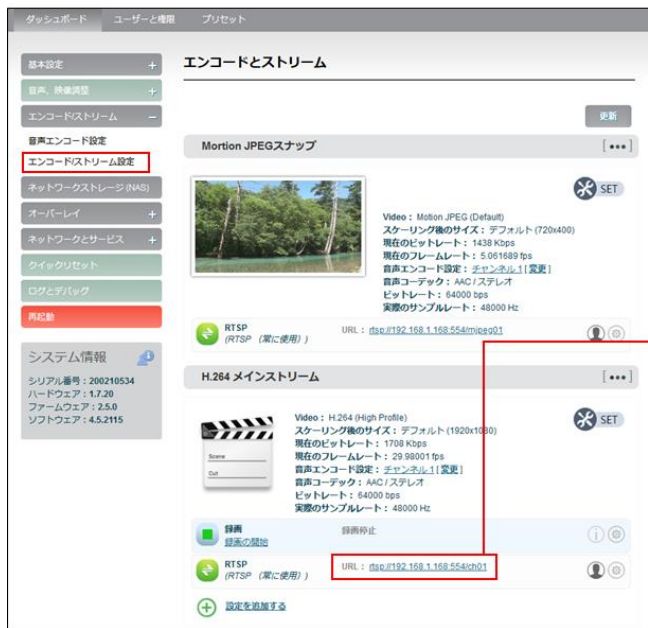 ダッシュボード ユーザーと権限 プリセット
基本設定 +
音声、映像調整 +
エンコード/ストリーム −
音声エンコード設定
エンコード/ストリーム設定
ネットワークストレージ(NAS)
オーバーレイ +
ネットワークとサービス +
クイックリセット
ログとデバッグ
再起動
システム情報
シリアル番号：200210534
ハードウェア：1.7.20
ファームウエア：2.5.0
ソフトウエア：4.5.2115
エンコードとストリーム
更新
Mortion JPEGスナップ [•••]
SET
Video： Motion JPEG (Default)
スケーリング後のサイズ： デフォルト (720x400)
現在のビットレート： 1438 Kbps
現在のフレームレート： 5.061689 fps
音声エンコード設定： チャンネル 1 [ 変更 ]
音声コーデック： AAC / ステレオ
ビットレート： 64000 bps
実際のサンプルレート： 48000 Hz
RTSP URL： rtsp://192.168.1.168:554/mjpeg01
(RTSP （常に使用）)
H.264 メインストリーム [•••]
SET
Video： H.264 (High Profile)
スケーリング後のサイズ： デフォルト (1920x1080)
現在のビットレート： 1708 Kbps
現在のフレームレート： 29.98001 fps
音声エンコード設定： チャンネル 1 [ 変更 ]
音声コーデック： AAC / ステレオ
ビットレート： 64000 bps
実際のサンプルレート： 48000 Hz
Scene
Cut
録画 録画停止
録画の開始
RTSP URL： rtsp://192.168.1.168:554/ch01
(RTSP （常に使用）)
設定を追加する